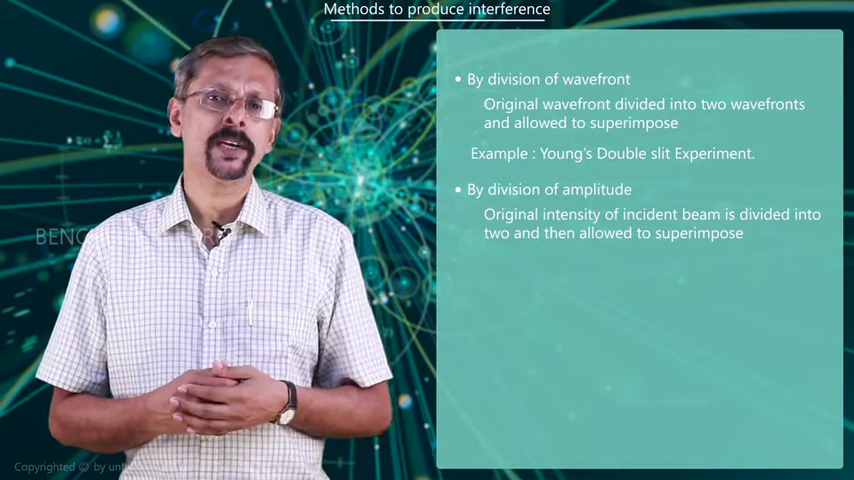 Methods to produce interference
• By division of wavefront
Original wavefront divided into two wavefronts
and allowed to superimpose
Example : Young's Double slit Experiment.
• By division of amplitude
Original intensity of incident beam is divided into
two and then allowed to superimpose
Copyrighted © by